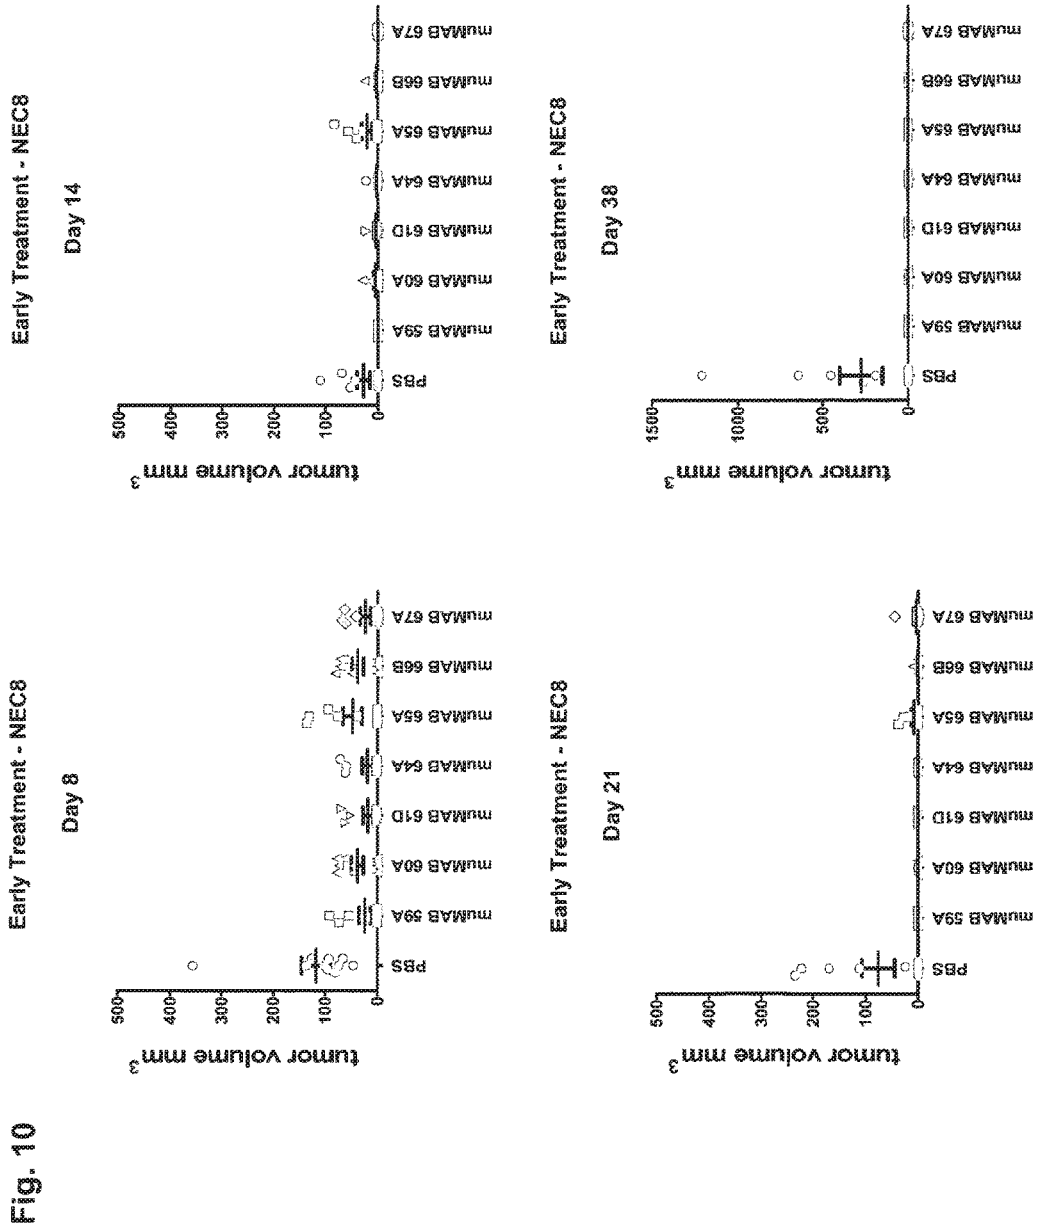 Fig. 10
Early Treatment - NEC8
Day 8
tumor volume mm3
500
400
300
200
100
0
PBS
muMAB 59A
muMAB 60A
muMAB 61D
muMAB 64A
muMAB 65A
muMAB 66B
muMAB 67A
Early Treatment - NEC8
Day 14
tumor volume mm3
500
400
300
200
100
0
PBS
muMAB 59A
muMAB 60A
muMAB 61D
muMAB 64A
muMAB 65A
muMAB 66B
muMAB 67A
Early Treatment - NEC8
Day 21
tumor volume mm3
500
400
300
200
100
0
PBS
muMAB 59A
muMAB 60A
muMAB 61D
muMAB 64A
muMAB 65A
muMAB 66B
muMAB 67A
Early Treatment - NEC8
Day 38
tumor volume mm3
1500
1000
500
0
PBS
muMAB 59A
muMAB 60A
muMAB 61D
muMAB 64A
muMAB 65A
muMAB 66B
muMAB 67A